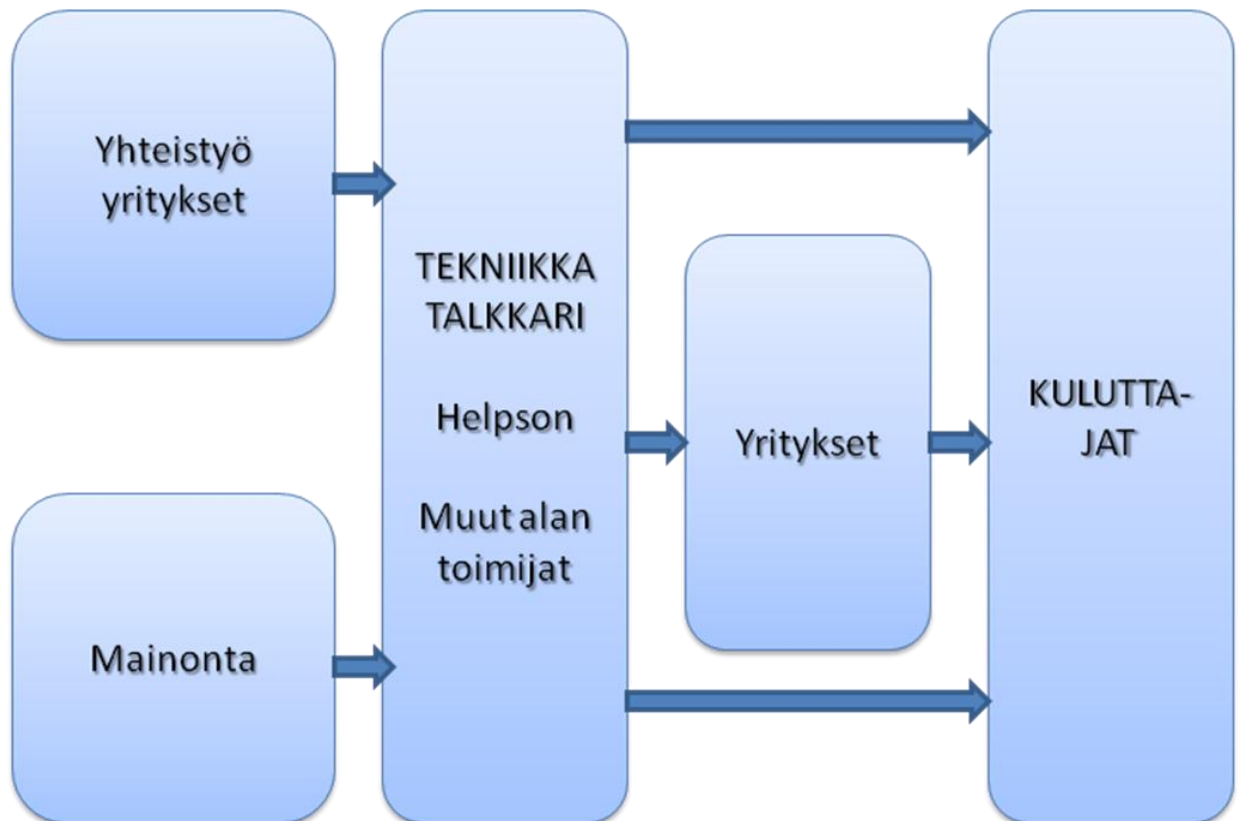 Yhteistyö
yritykset
TEKNIIKKA
TALKKARI
Helpson
Muut alan
toimijat
Yritykset
KULUTTA-
JAT
Mainonta